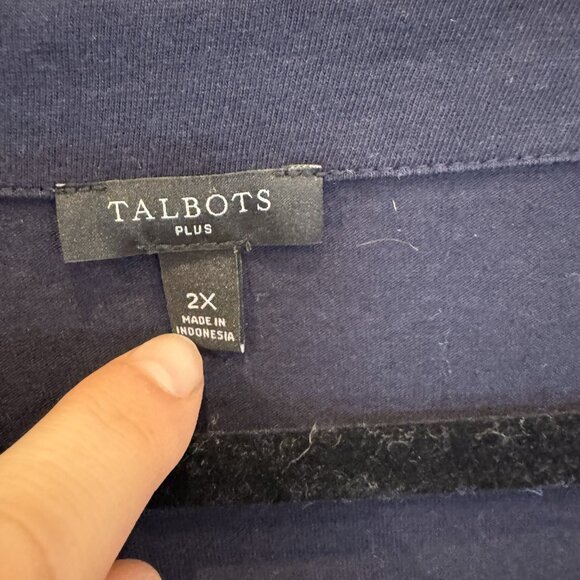 TALBOTS
PLUS
2X
MADE IN
INDONESIA